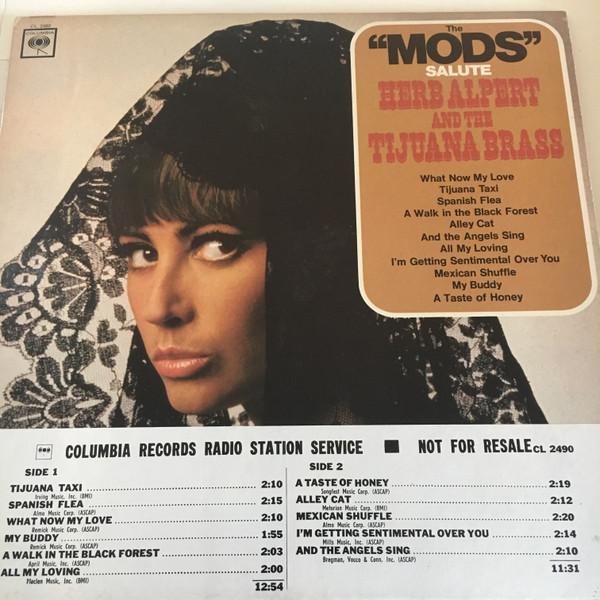 CL 2490
COLUMBIA
The
"MODS"
SALUTE
HERB ALPERT
AND THE
TIJUANA BRASS
What Now My Love
Tijuana Taxi
Spanish Flea
A Walk in the Black Forest
Alley Cat
And the Angels Sing
All My Loving
I'm Getting Sentimental Over You
Mexican Shuffle
My Buddy
A Taste of Honey
COLUMBIA RECORDS RADIO STATION SERVICE ■ NOT FOR RESALE CL 2490
SIDE 1
TIJUANA TAXI 2:10
Irving Music, Inc. (BMI)
SPANISH FLEA 2:15
Almo Music Corp. (ASCAP)
WHAT NOW MY LOVE 2:10
Remick Music Corp. (ASCAP)
MY BUDDY 1:55
Remick Music Corp. (ASCAP)
A WALK IN THE BLACK FOREST 2:03
April Music, Inc. (ASCAP)
ALL MY LOVING 2:00
Maclen Music, Inc. (BMI)
12:54
SIDE 2
A TASTE OF HONEY 2:19
Songfest Music Corp. (ASCAP)
ALLEY CAT 2:12
Metorion Music Corp. (BMI)
MEXICAN SHUFFLE 2:20
Almo Music Corp. (ASCAP)
I'M GETTING SENTIMENTAL OVER YOU 2:14
Mills Music, Inc. (ASCAP)
AND THE ANGELS SING 2:10
Bregman, Vocco & Conn, Inc. (ASCAP)
11:31